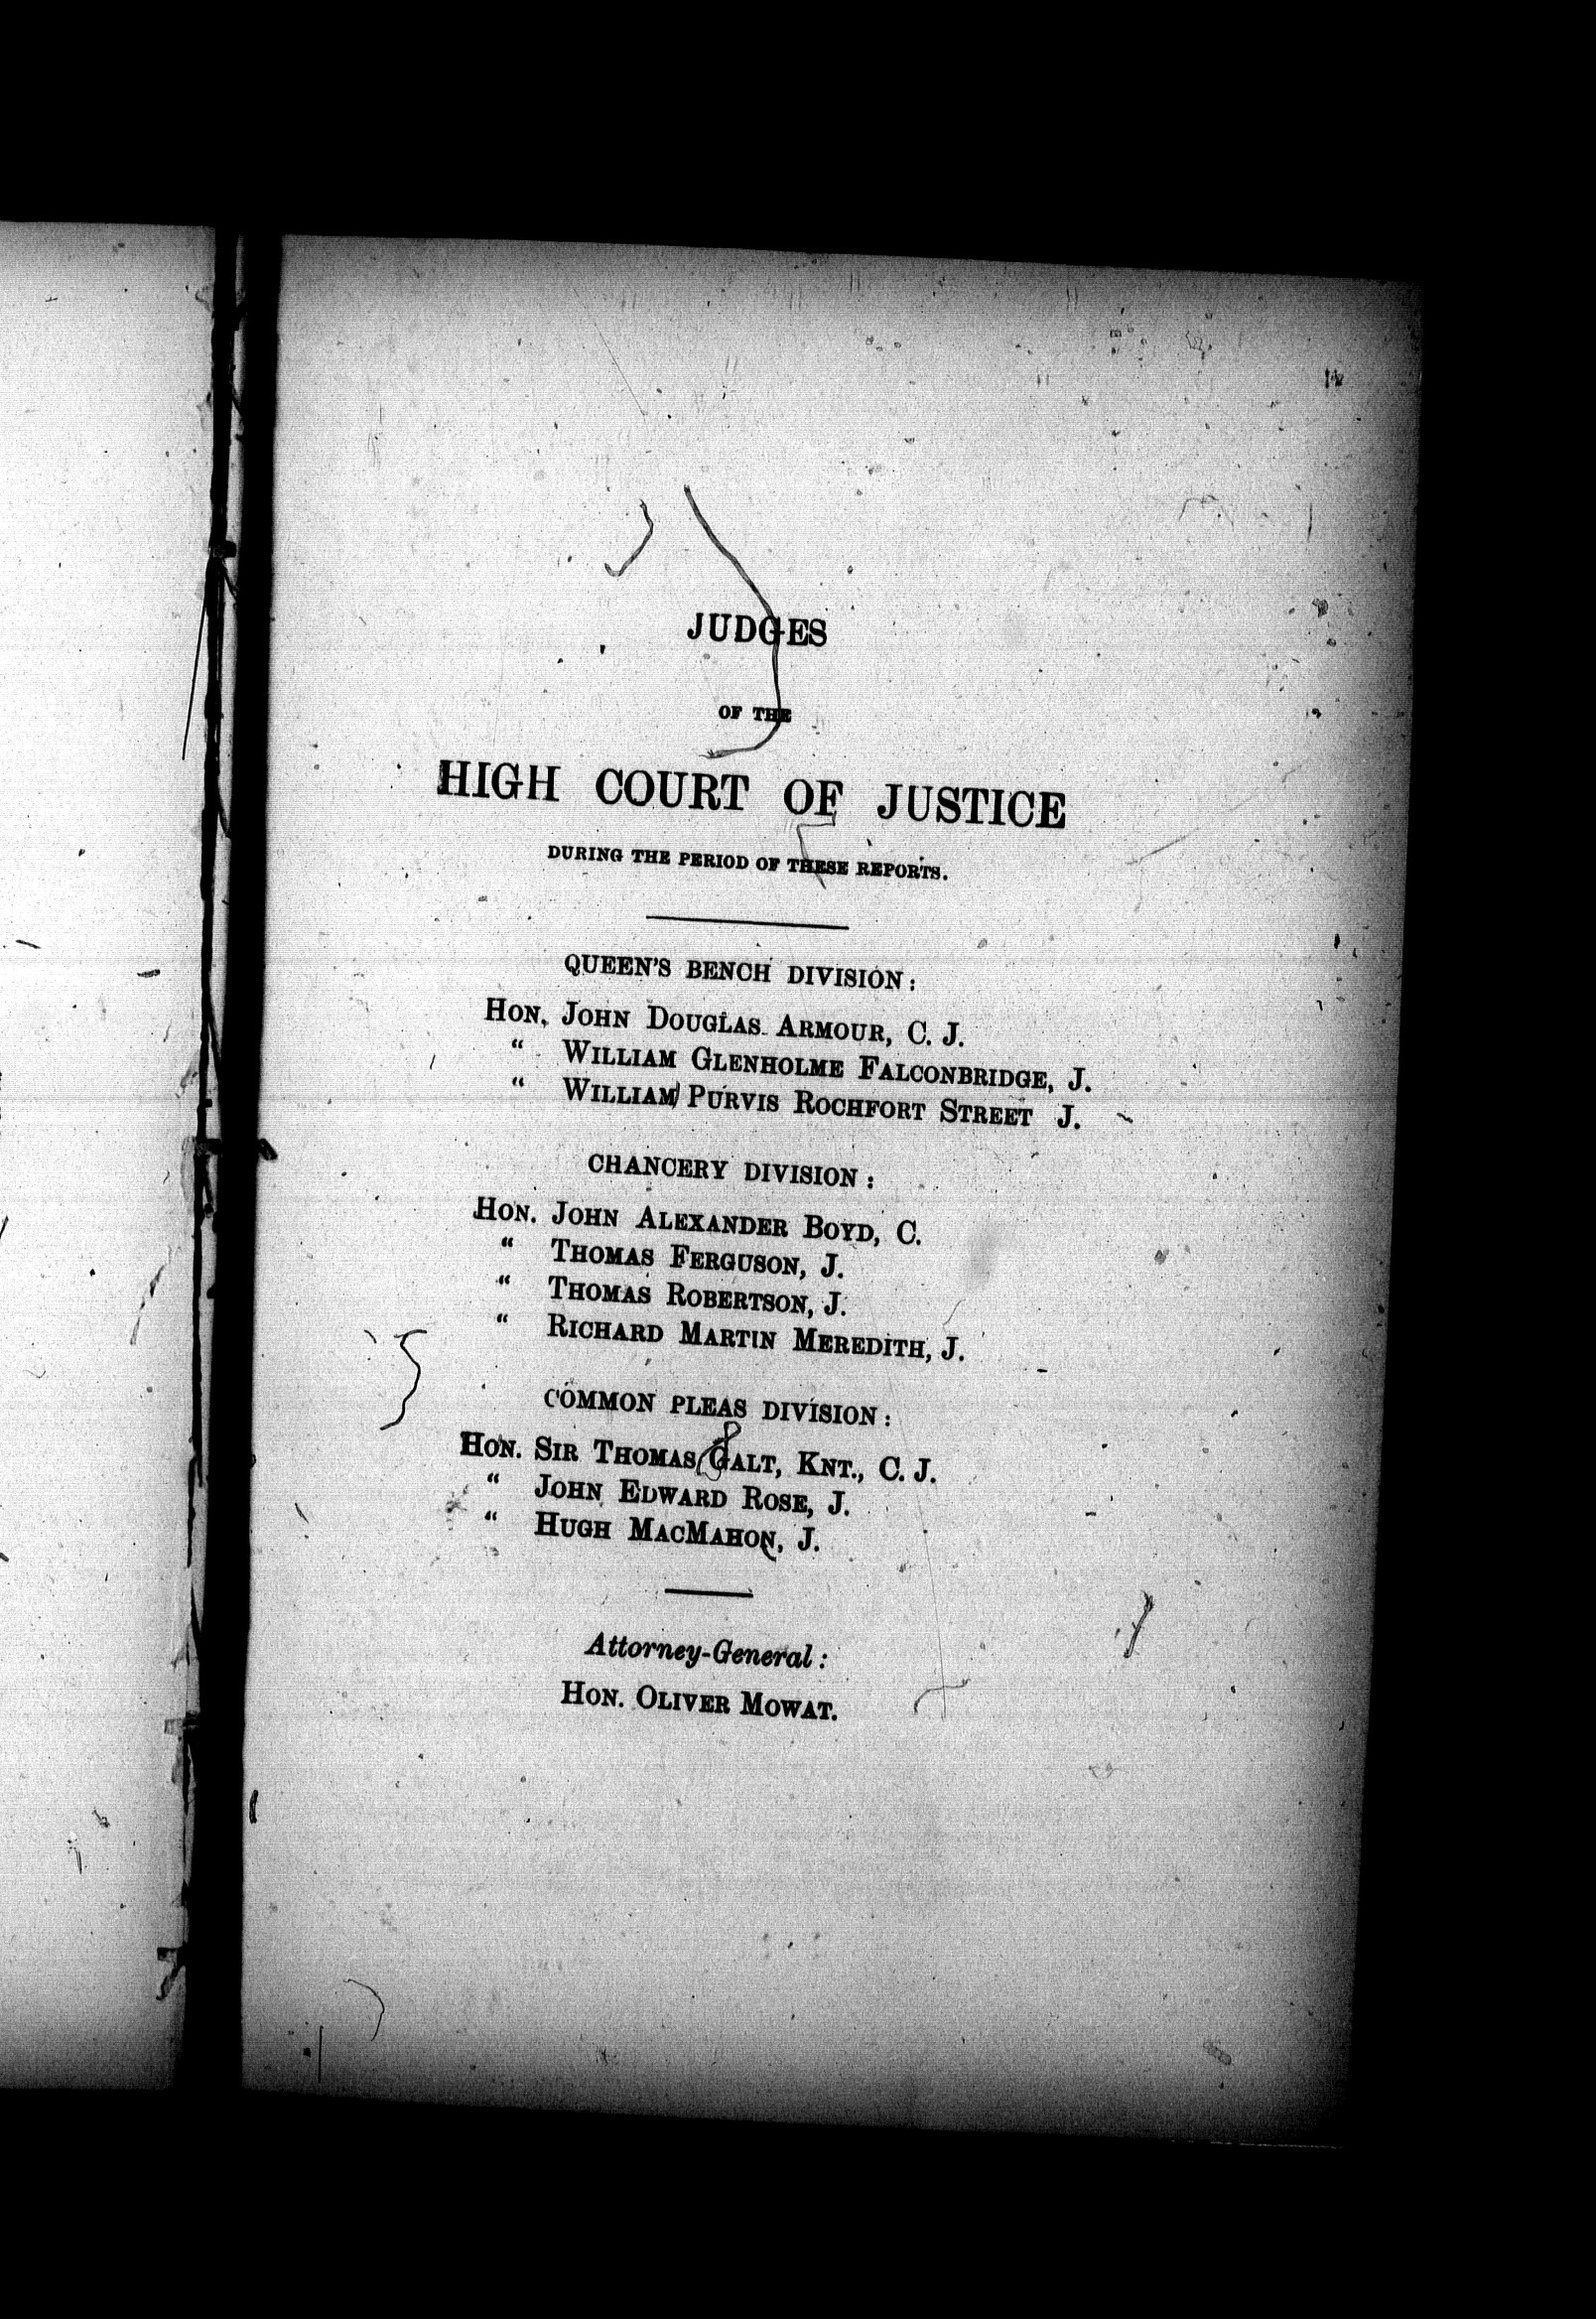 JUDGES
OF THE
HIGH COURT OF JUSTICE
DURING THE PERIOD OF THESE REPORTS.
QUEEN'S BENCH DIVISION:
HON. JOHN DOUGLAS ARMOUR, C. J.
" WILLIAM GLENHOLME FALCONBRIDGE, J.
" WILLIAM PURVIS ROCHFORT STREET J.
CHANCERY DIVISION:
HON. JOHN ALEXANDER BOYD, C.
" THOMAS FERGUSON, J.
" THOMAS ROBERTSON, J.
" RICHARD MARTIN MEREDITH, J.
COMMON PLEAS DIVISION:
HON. SIR THOMAS GALT, KNT., C. J.
" JOHN EDWARD ROSE, J.
" HUGH MACMAHON, J.
Attorney-General:
HON. OLIVER MOWAT.